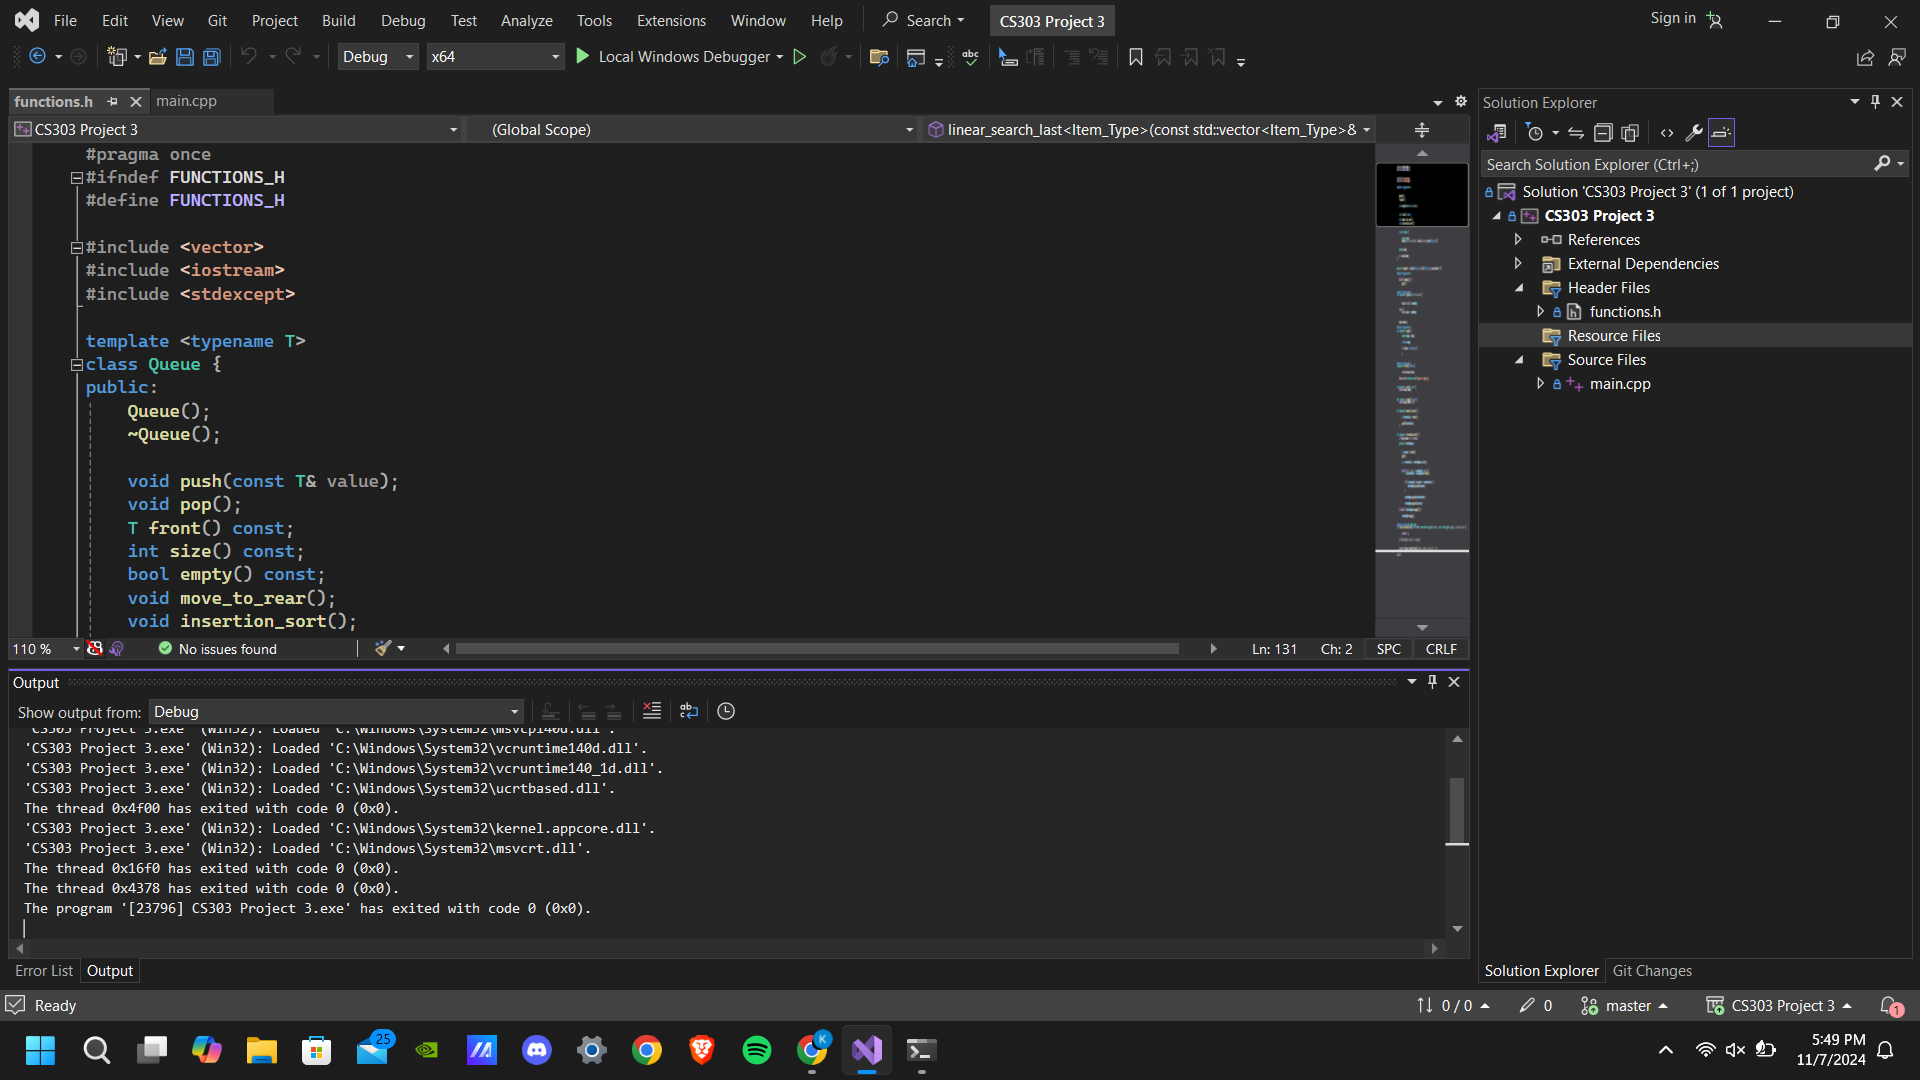 File Edit View Git Project Build Debug Test Analyze Tools Extensions Window Help Search CS303 Project 3 Sign in
Debug x64 Local Windows Debugger
functions.h main.cpp
CS303 Project 3 (Global Scope) linear_search_last<Item_Type>(const std::vector<Item_Type>&
#pragma once
#ifndef FUNCTIONS_H
#define FUNCTIONS_H
#include <vector>
#include <iostream>
#include <stdexcept>
template <typename T>
class Queue {
public:
Queue();
~Queue();
void push(const T& value);
void pop();
T front() const;
int size() const;
bool empty() const;
void move_to_rear();
void insertion_sort();
110 % No issues found Ln: 131 Ch: 2 SPC CRLF
Output
Show output from: Debug
'CS303 Project 3.exe' (Win32): Loaded 'C:\Windows\System32\msvcp140d.dll'.
'CS303 Project 3.exe' (Win32): Loaded 'C:\Windows\System32\vcruntime140d.dll'.
'CS303 Project 3.exe' (Win32): Loaded 'C:\Windows\System32\vcruntime140_1d.dll'.
'CS303 Project 3.exe' (Win32): Loaded 'C:\Windows\System32\ucrtbased.dll'.
The thread 0x4f00 has exited with code 0 (0x0).
'CS303 Project 3.exe' (Win32): Loaded 'C:\Windows\System32\kernel.appcore.dll'.
'CS303 Project 3.exe' (Win32): Loaded 'C:\Windows\System32\msvcrt.dll'.
The thread 0x16f0 has exited with code 0 (0x0).
The thread 0x4378 has exited with code 0 (0x0).
The program '[23796] CS303 Project 3.exe' has exited with code 0 (0x0).
Error List Output
Solution Explorer
Search Solution Explorer (Ctrl+;)
Solution 'CS303 Project 3' (1 of 1 project)
CS303 Project 3
References
External Dependencies
Header Files
functions.h
Resource Files
Source Files
main.cpp
Solution Explorer Git Changes
Ready 0 / 0 0 master CS303 Project 3 1
25 K 5:49 PM
11/7/2024